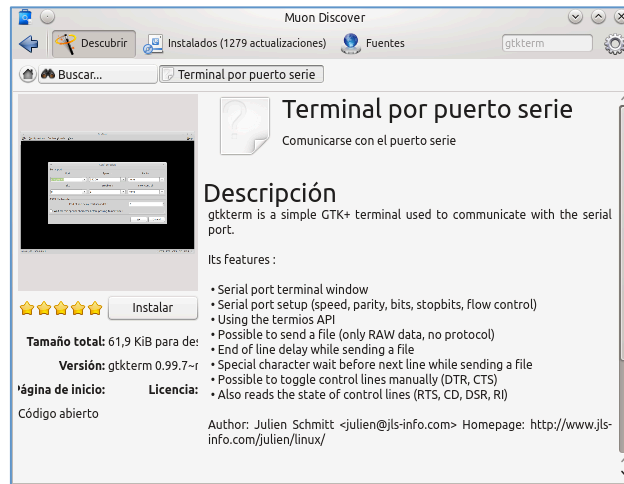 Muon Discover
Descubrir
Instalados (1279 actualizaciones)
Fuentes
gtkterm
Buscar...
Terminal por puerto serie
Terminal por puerto serie
Comunicarse con el puerto serie
Descripción
gtkterm is a simple GTK+ terminal used to communicate with the serial
port.
Its features :
• Serial port terminal window
• Serial port setup (speed, parity, bits, stopbits, flow control)
• Using the termios API
• Possible to send a file (only RAW data, no protocol)
• End of line delay while sending a file
• Special character wait before next line while sending a file
• Possible to toggle control lines manually (DTR, CTS)
• Also reads the state of control lines (RTS, CD, DSR, RI)
Author: Julien Schmitt <julien@jls-info.com> Homepage: http://www.jls-
info.com/julien/linux/
Instalar
Tamaño total: 61,9 KiB para des
Versión: gtkterm 0.99.7~r
Página de inicio: Licencia:
Código abierto